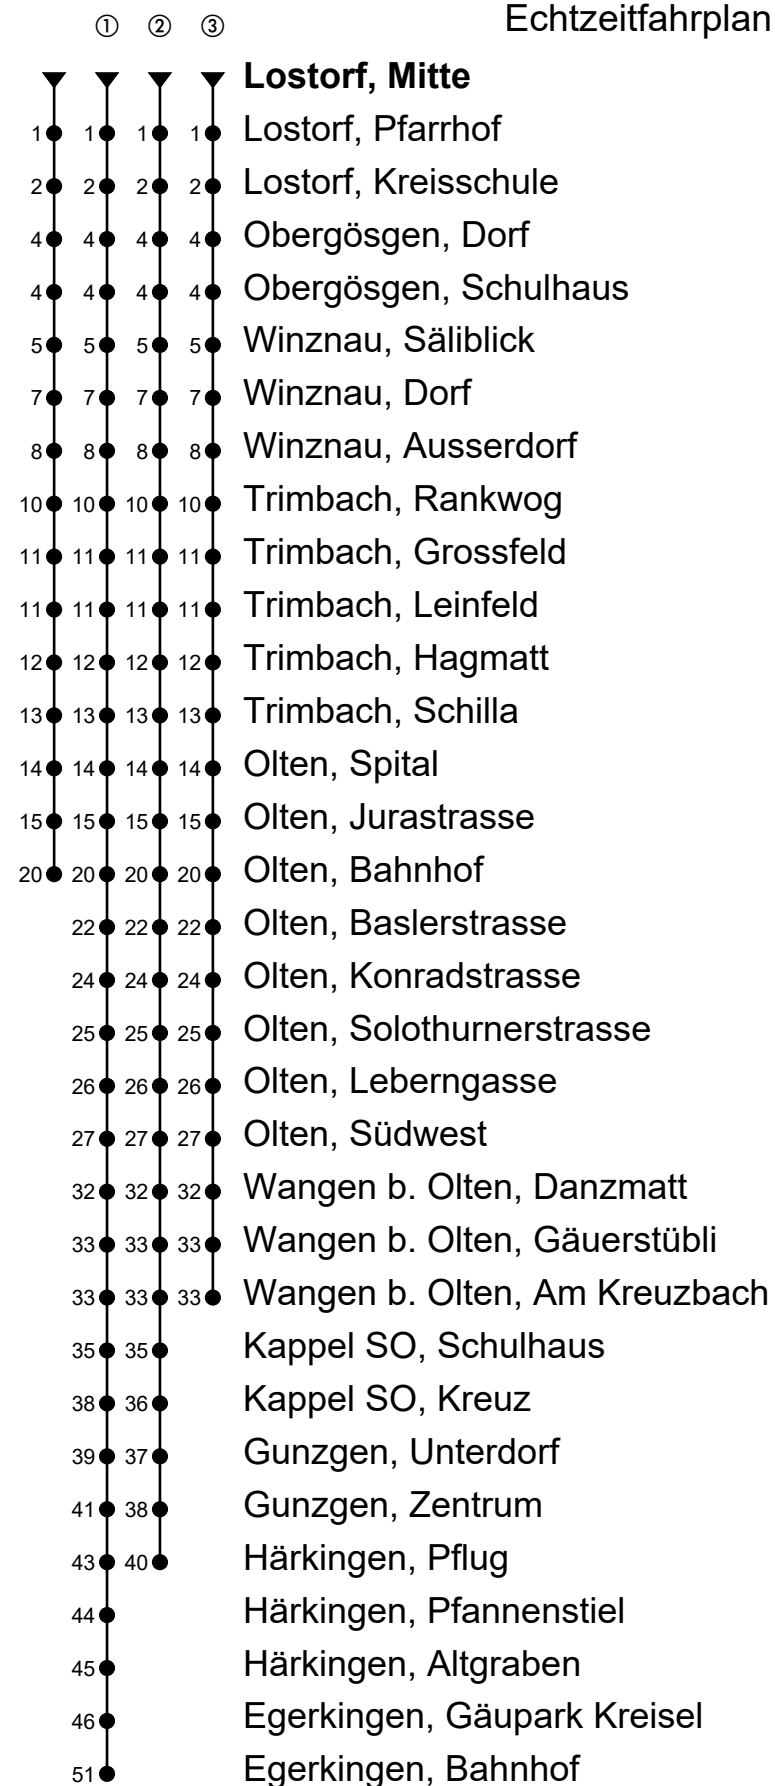 Echtzeitfahrplan
① ② ③
Lostorf, Mitte
1 1 1 1 Lostorf, Pfarrhof
2 2 2 2 Lostorf, Kreisschule
4 4 4 4 Obergösgen, Dorf
4 4 4 4 Obergösgen, Schulhaus
5 5 5 5 Winznau, Säliblick
7 7 7 7 Winznau, Dorf
8 8 8 8 Winznau, Ausserdorf
10 10 10 10 Trimbach, Rankwog
11 11 11 11 Trimbach, Grossfeld
11 11 11 11 Trimbach, Leinfeld
12 12 12 12 Trimbach, Hagmatt
13 13 13 13 Trimbach, Schilla
14 14 14 14 Olten, Spital
15 15 15 15 Olten, Jurastrasse
20 20 20 20 Olten, Bahnhof
22 22 22 Olten, Baslerstrasse
24 24 24 Olten, Konradstrasse
25 25 25 Olten, Solothurnerstrasse
26 26 26 Olten, Leberngasse
27 27 27 Olten, Südwest
32 32 32 Wangen b. Olten, Danzmatt
33 33 33 Wangen b. Olten, Gäuerstübli
33 33 33 Wangen b. Olten, Am Kreuzbach
35 35 Kappel SO, Schulhaus
38 36 Kappel SO, Kreuz
39 37 Gunzgen, Unterdorf
41 38 Gunzgen, Zentrum
43 40 Härkingen, Pflug
44 Härkingen, Pfannenstiel
45 Härkingen, Altgraben
46 Egerkingen, Gäupark Kreisel
51 Egerkingen, Bahnhof